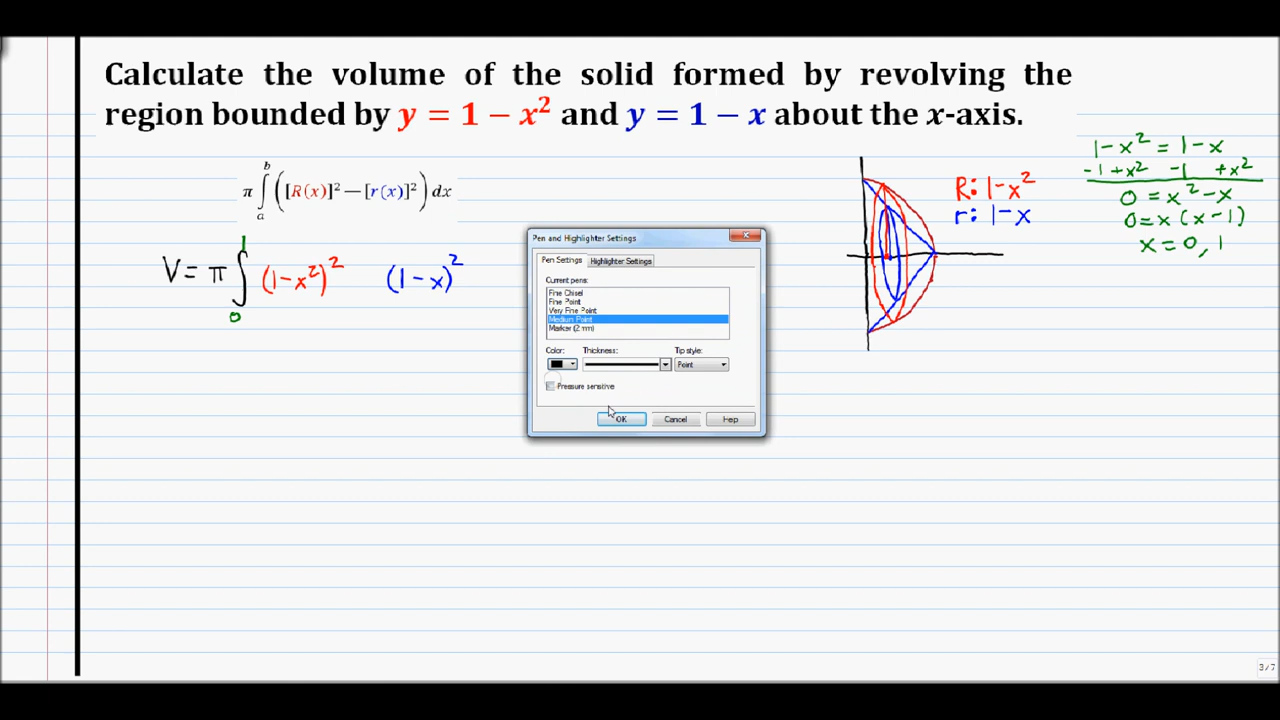 Calculate the volume of the solid formed by revolving the
region bounded by y = 1 − x² and y = 1 − x about the x-axis.
π ∫ₐᵇ ([R(x)]² − [r(x)]²) dx
V = π ∫₀¹ (1-x²)² (1-x)²
R: 1-x²
r: 1-x
1-x² = 1-x
-1+x² -1 +x²
0 = x²-x
0=x(x-1)
x=0,1
Pen and Highlighter Settings
Pen Settings Highlighter Settings
Current pens:
Fine Chisel
Fine Point
Very Fine Point
Medium Point
Marker (2 mm)
Color: Thickness: Tip style:
Point
Pressure sensitive
OK Cancel Help
3/7